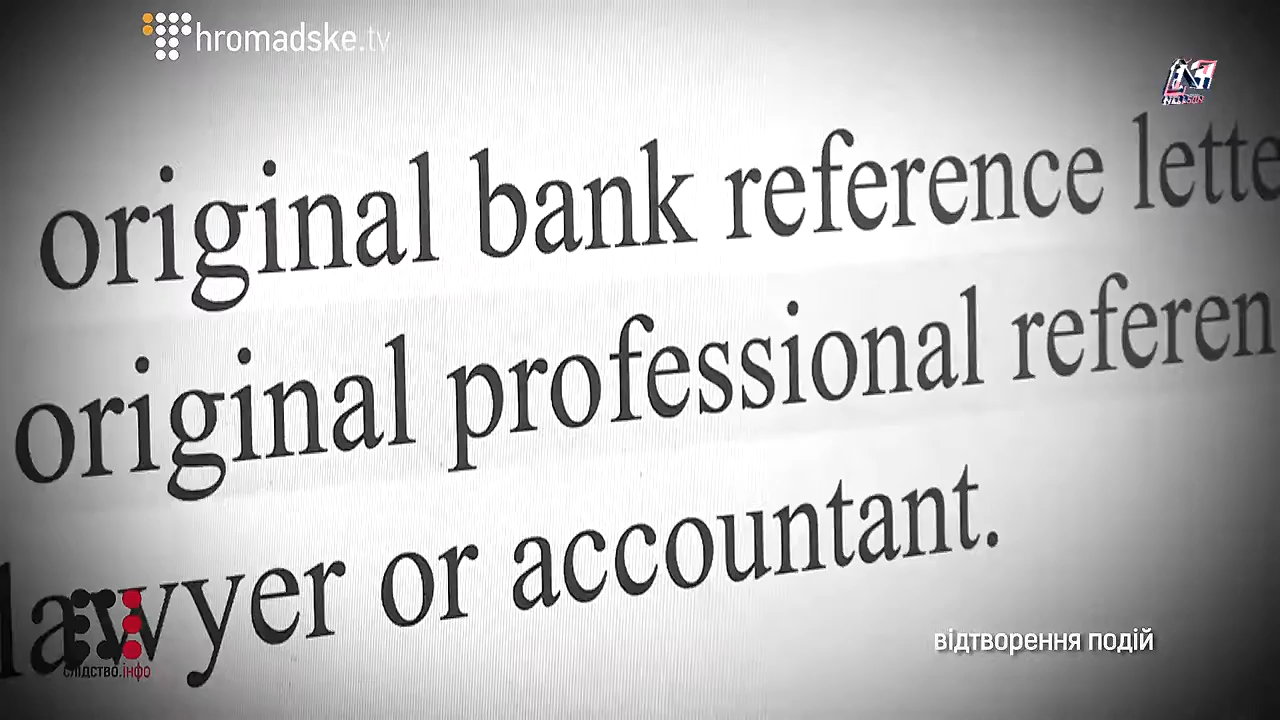 hromadske.tv
original bank reference lette
original professional referen
lawyer or accountant.
слідство.інфо
відтворення подій